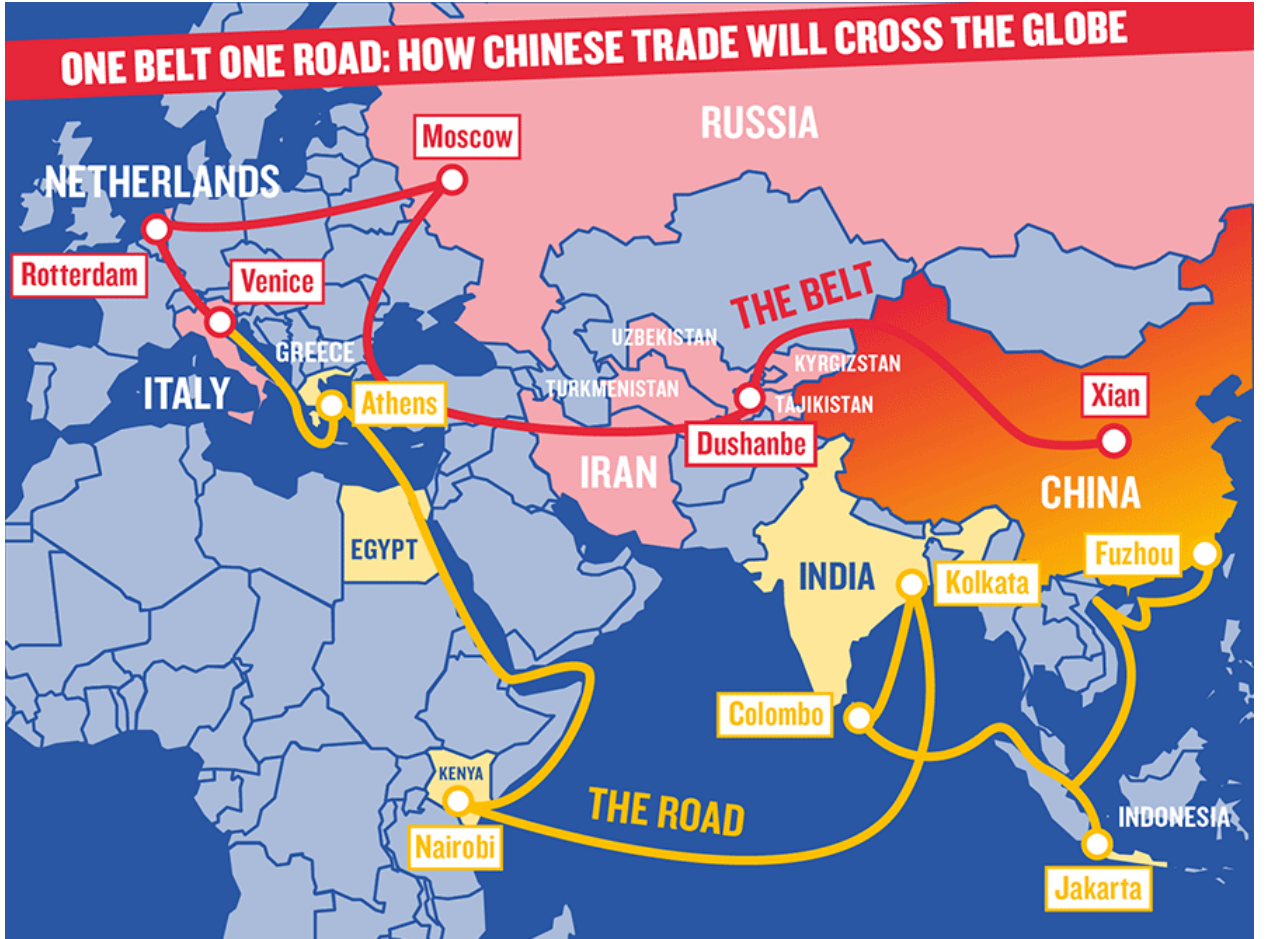 ONE BELT ONE ROAD: HOW CHINESE TRADE WILL CROSS THE GLOBE
RUSSIA
Moscow
NETHERLANDS
Rotterdam
Venice
THE BELT
UZBEKISTAN
GREECE
KYRGIZSTAN
ITALY
TURKMENISTAN
Athens
TAJIKISTAN
Xian
Dushanbe
IRAN
CHINA
EGYPT
Fuzhou
INDIA
Kolkata
Colombo
KENYA
THE ROAD
INDONESIA
Nairobi
Jakarta